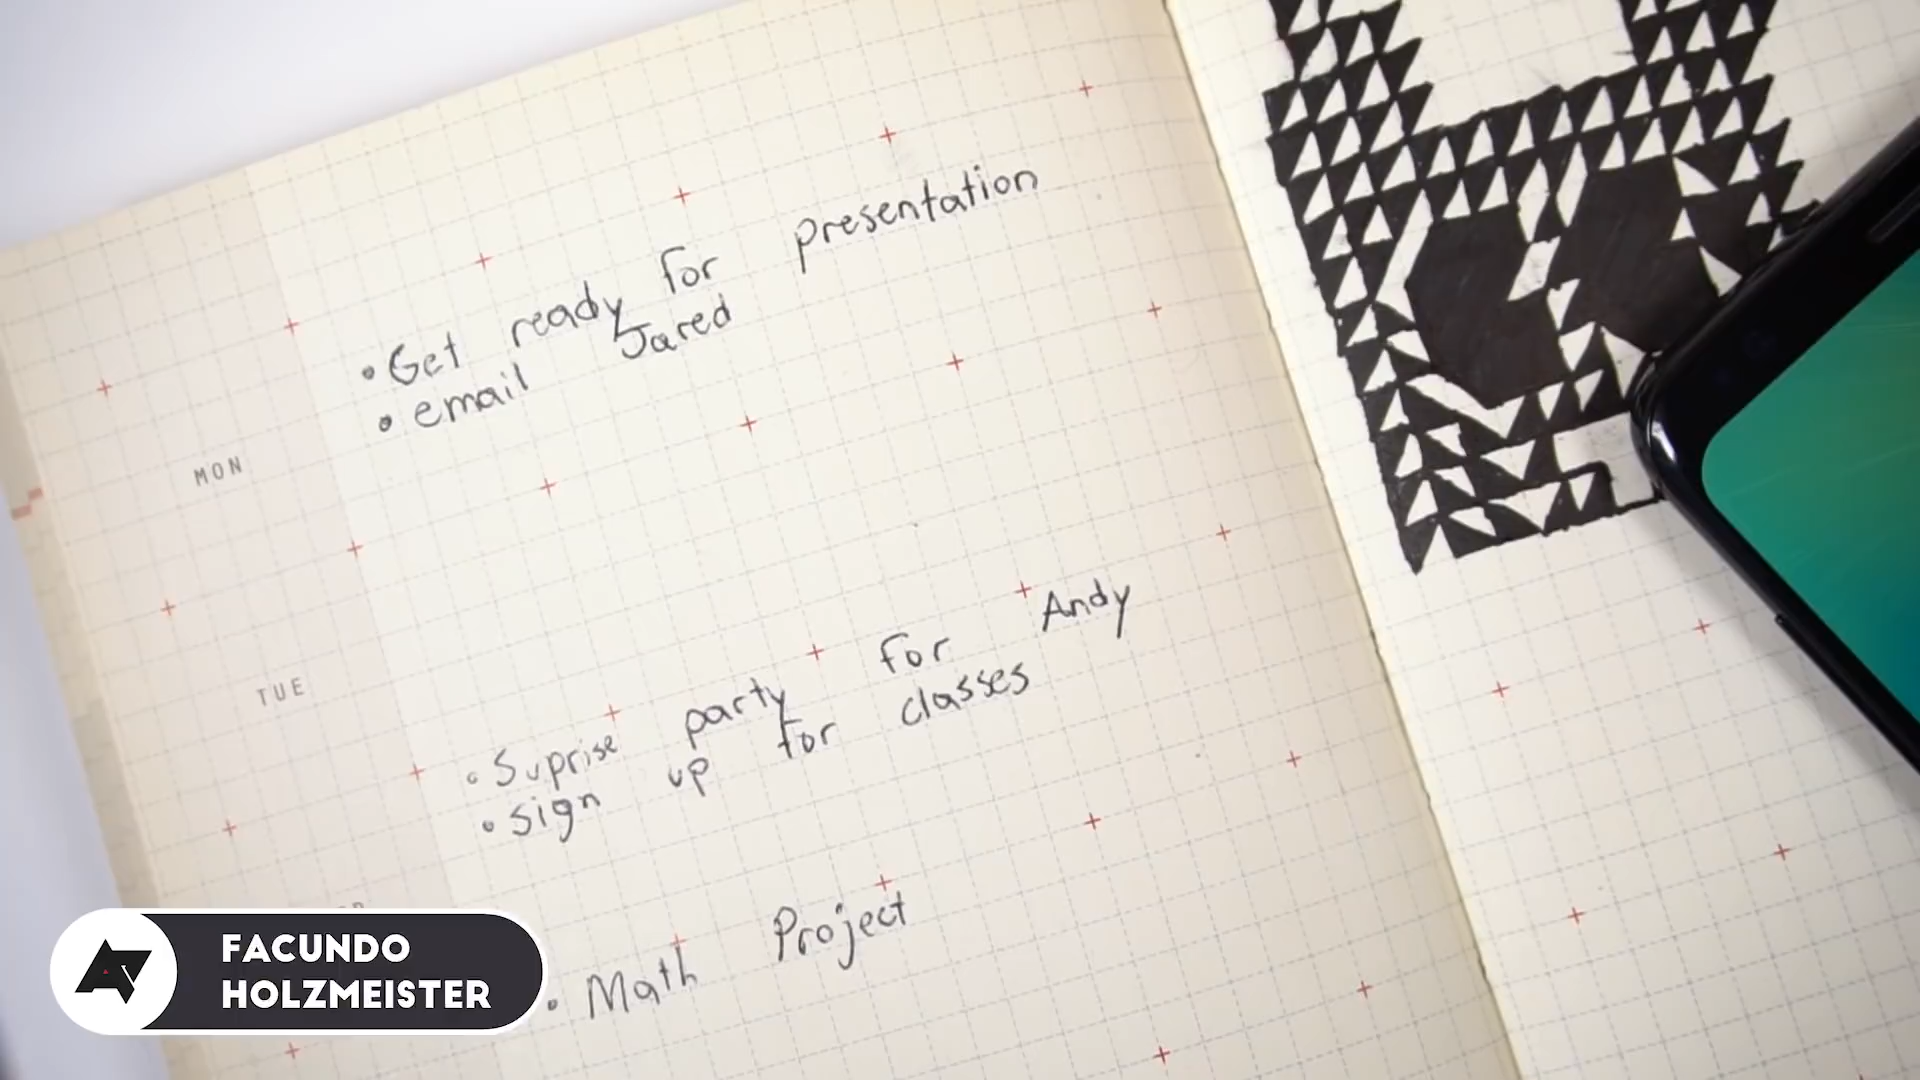 • Get ready for presentation
• email Jared
MON
TUE
• Suprise party for Andy
• sign up for classes
• Math Project
FACUNDO
HOLZMEISTER